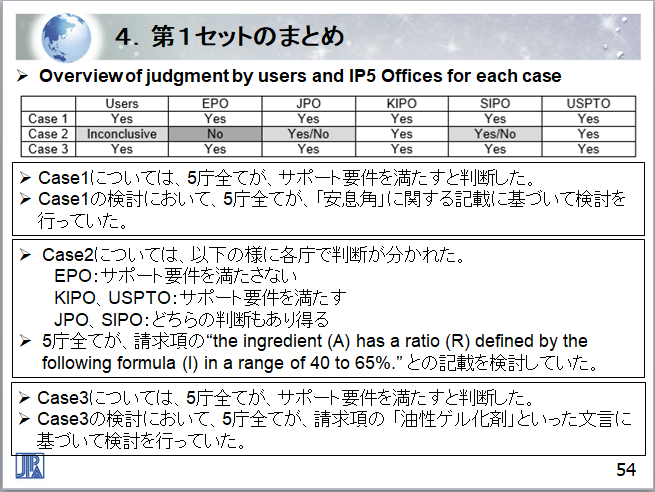 4．第1セットのまとめ
➢ Overview of judgment by users and IP5 Offices for each case
Users EPO JPO KIPO SIPO USPTO
Case 1 Yes Yes Yes Yes Yes Yes
Case 2 Inconclusive No Yes/No Yes Yes/No Yes
Case 3 Yes Yes Yes Yes Yes Yes
➢ Case1については、5庁全てが、サポート要件を満たすと判断した。
➢ Case1の検討において、5庁全てが、「安息角」に関する記載に基づいて検討を
行っていた。
➢ Case2については、以下の様に各庁で判断が分かれた。
EPO：サポート要件を満たさない
KIPO、USPTO：サポート要件を満たす
JPO、SIPO：どちらの判断もあり得る
➢ 5庁全てが、請求項の“the ingredient (A) has a ratio (R) defined by the
following formula (I) in a range of 40 to 65%.” との記載を検討していた。
➢ Case3については、5庁全てが、サポート要件を満たすと判断した。
➢ Case3の検討において、5庁全てが、請求項の 「油性ゲル化剤」といった文言に
基づいて検討を行っていた。
JIPA
54